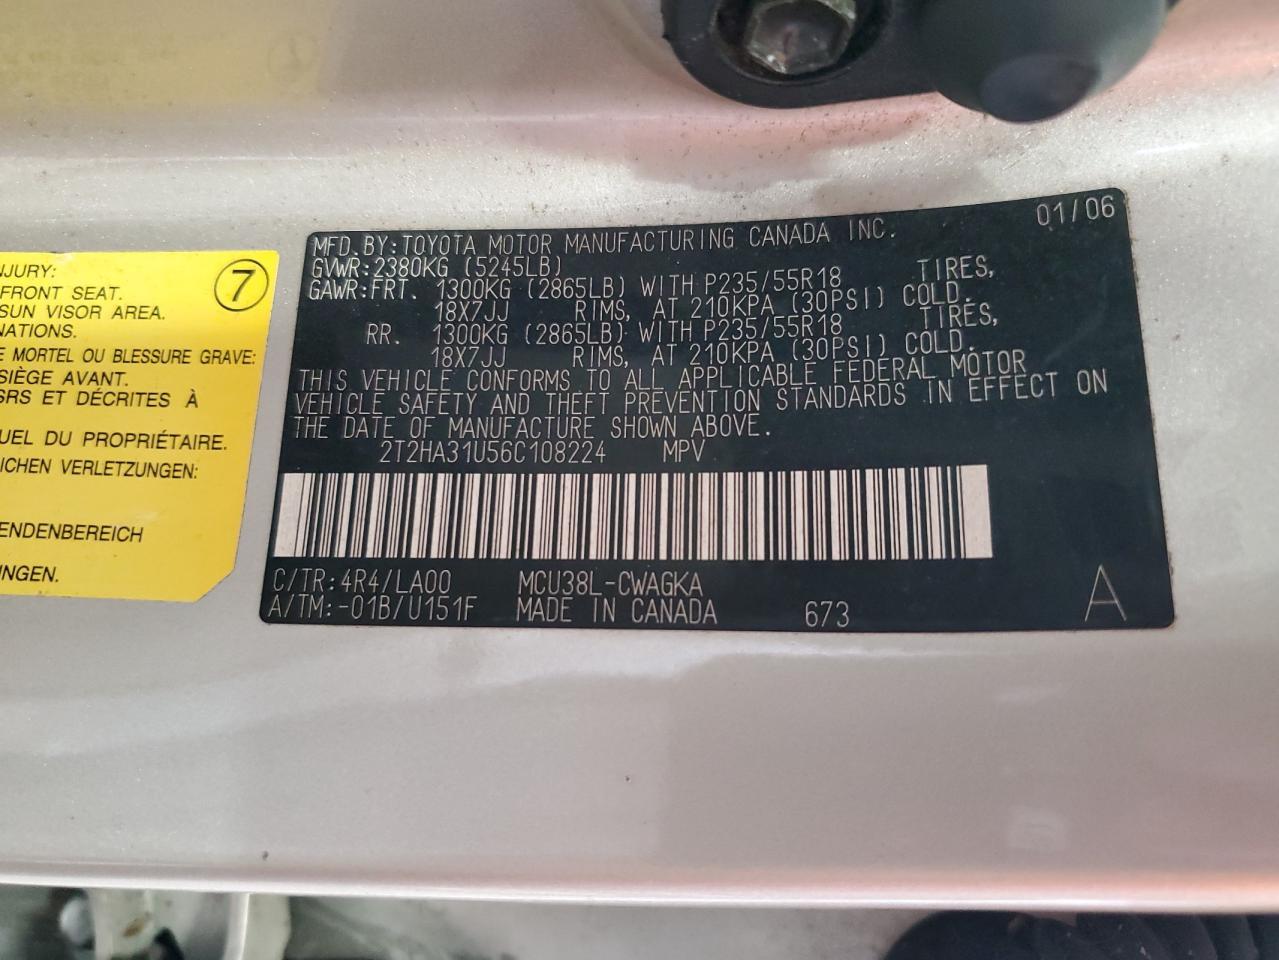 NJURY:
FRONT SEAT.
SUN VISOR AREA.
NATIONS.
E MORTEL OU BLESSURE GRAVE:
SIÈGE AVANT.
SRS ET DÉCRITES À
UEL DU PROPRIÉTAIRE.
LICHEN VERLETZUNGEN:
ENDENBEREICH
NGEN.
7
MFD.BY:TOYOTA MOTOR MANUFACTURING CANADA INC. 01/06
GVWR:2380KG (5245LB)
GAWR:FRT. 1300KG (2865LB) WITH P235/55R18 TIRES,
18X7JJ RIMS, AT 210KPA (30PSI) COLD.
RR. 1300KG (2865LB) WITH P235/55R18 TIRES,
18X7JJ RIMS, AT 210KPA (30PSI) COLD.
THIS VEHICLE CONFORMS TO ALL APPLICABLE FEDERAL MOTOR
VEHICLE SAFETY AND THEFT PREVENTION STANDARDS IN EFFECT ON
THE DATE OF MANUFACTURE SHOWN ABOVE.
2T2HA31U56C108224 MPV
C/TR:4R4/LA00 MCU38L-CWAGKA
A/TM:-01B/U151F MADE IN CANADA 673 A